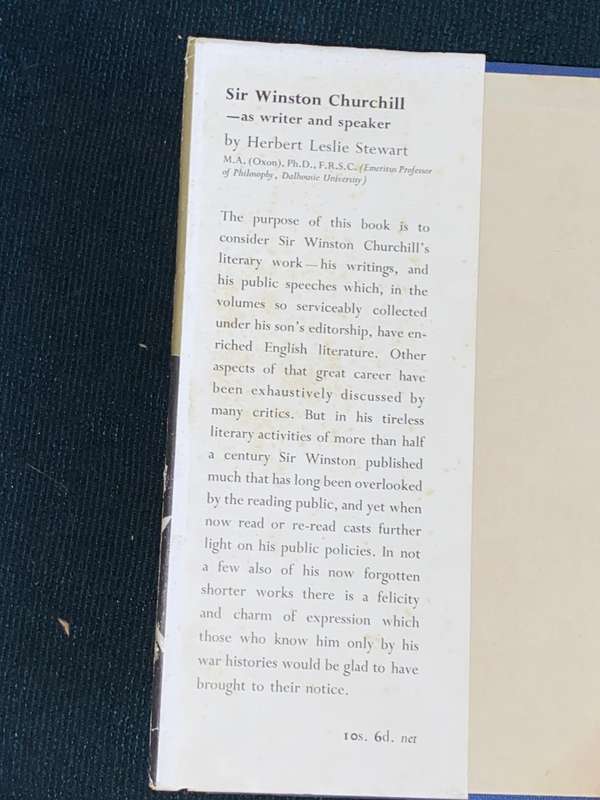 Sir Winston Churchill
—as writer and speaker
by Herbert Leslie Stewart
M.A. (Oxon), Ph.D., F.R.S.C. (Emeritus Professor
of Philosophy, Dalhousie University)
The purpose of this book is to
consider Sir Winston Churchill's
literary work—his writings, and
his public speeches which, in the
volumes so serviceably collected
under his son's editorship, have en-
riched English literature. Other
aspects of that great career have
been exhaustively discussed by
many critics. But in his tireless
literary activities of more than half
a century Sir Winston published
much that has long been overlooked
by the reading public, and yet when
now read or re-read casts further
light on his public policies. In not
a few also of his now forgotten
shorter works there is a felicity
and charm of expression which
those who know him only by his
war histories would be glad to have
brought to their notice.
10s. 6d. net